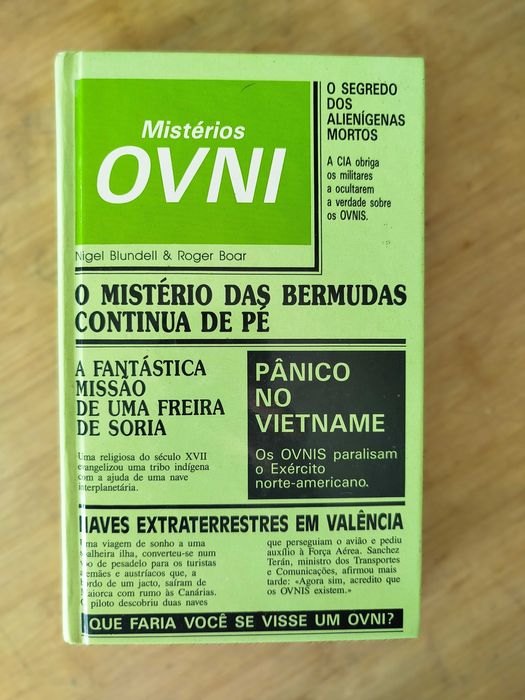 Mistérios
OVNI
Nigel Blundell & Roger Boar
O SEGREDO
DOS
ALIENÍGENAS
MORTOS
A CIA obriga
os militares
a ocultarem
a verdade sobre
os OVNIS.
O MISTÉRIO DAS BERMUDAS
CONTINUA DE PÉ
A FANTÁSTICA
MISSÃO
DE UMA FREIRA
DE SORIA
Uma religiosa do século XVII
evangelizou uma tribo indígena
com a ajuda de uma nave
interplanetária.
PÂNICO
NO
VIETNAME
Os OVNIS paralisam
o Exército
norte-americano.
NAVES EXTRATERRESTRES EM VALÊNCIA
Uma viagem de sonho a uma
solheira ilha, converteu-se num
voo de pesadelo para os turistas
alemães e austríacos que, a
bordo de um jacto, saíram de
Maiorca com rumo às Canárias.
O piloto descobriu duas naves
que perseguiam o avião e pediu
auxílio à Força Aérea. Sanchez
Terán, ministro dos Transportes
e Comunicações, afirmou mais
tarde: «Agora sim, acredito que
os OVNIS existem.»
QUE FARIA VOCÊ SE VISSE UM OVNI?